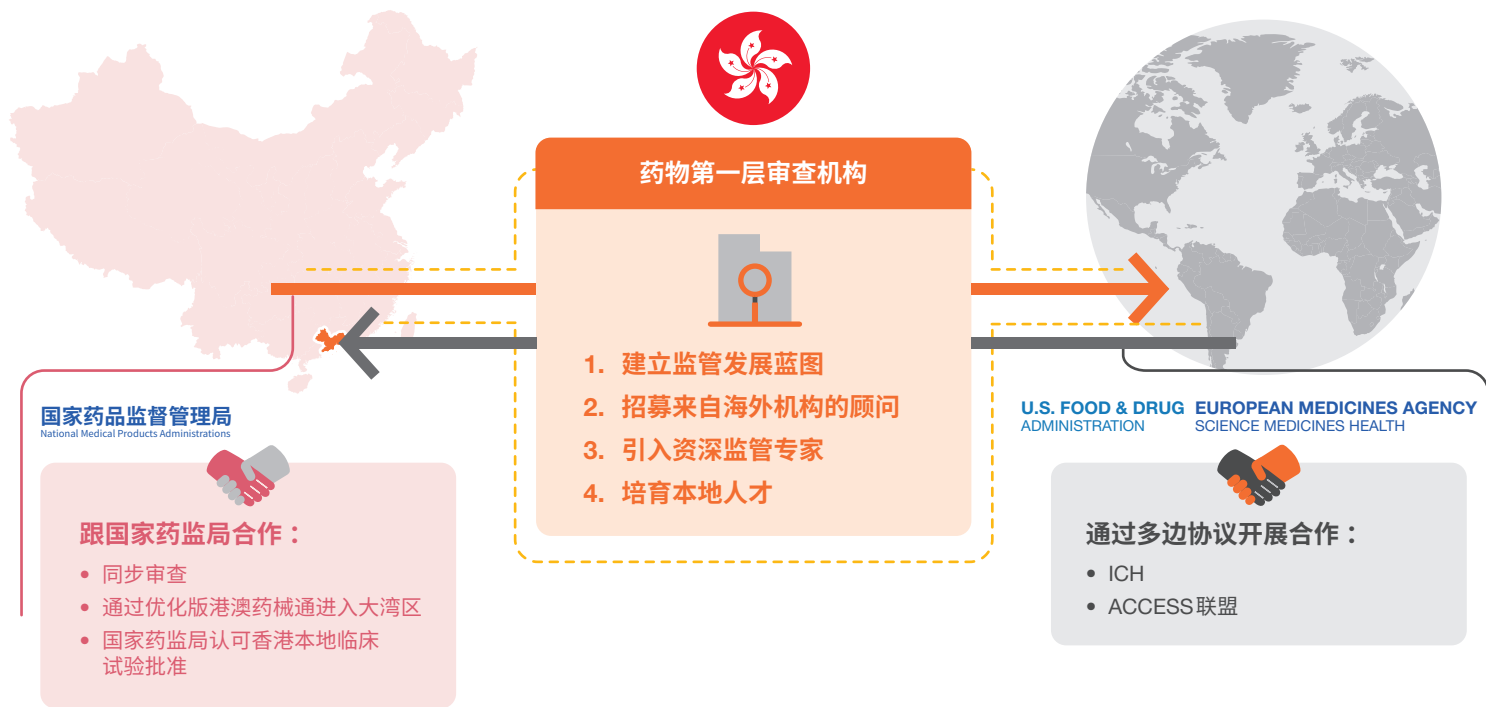 药物第一层审查机构
1. 建立监管发展蓝图
2. 招募来自海外机构的顾问
3. 引入资深监管专家
4. 培育本地人才
国家药品监督管理局
National Medical Products Administrations
跟国家药监局合作：
• 同步审查
• 通过优化版港澳药械通进入大湾区
• 国家药监局认可香港本地临床
试验批准
U.S. FOOD & DRUG
ADMINISTRATION
EUROPEAN MEDICINES AGENCY
SCIENCE MEDICINES HEALTH
通过多边协议开展合作：
• ICH
• ACCESS联盟